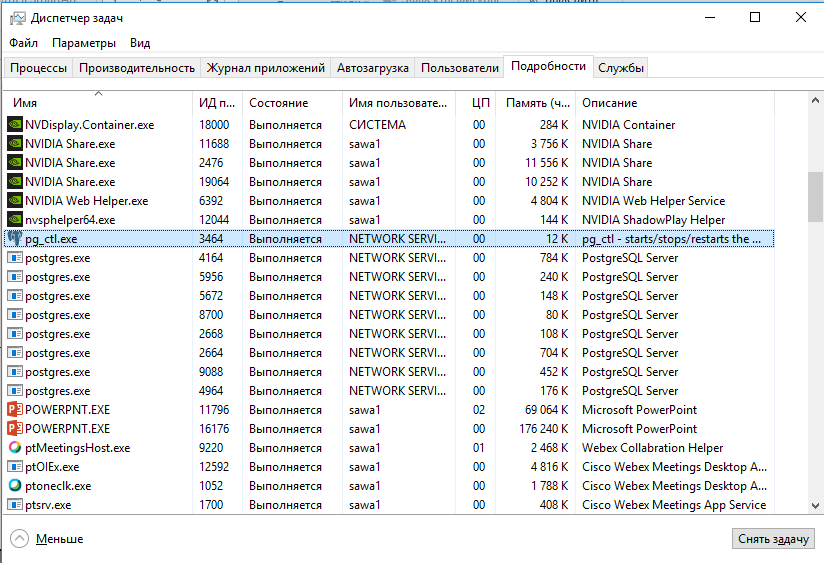 Диспетчер задач
Файл Параметры Вид
Процессы Производительность Журнал приложений Автозагрузка Пользователи Подробности Службы
Имя ИД п... Состояние Имя пользовате... ЦП Память (ч... Описание
NVDisplay.Container.exe 18000 Выполняется СИСТЕМА 00 284 K NVIDIA Container
NVIDIA Share.exe 11688 Выполняется sawa1 00 3 756 K NVIDIA Share
NVIDIA Share.exe 2476 Выполняется sawa1 00 11 556 K NVIDIA Share
NVIDIA Share.exe 19064 Выполняется sawa1 00 10 252 K NVIDIA Share
NVIDIA Web Helper.exe 6392 Выполняется sawa1 00 4 804 K NVIDIA Web Helper Service
nvsphelper64.exe 12044 Выполняется sawa1 00 144 K NVIDIA ShadowPlay Helper
pg_ctl.exe 3464 Выполняется NETWORK SERVI... 00 12 K pg_ctl - starts/stops/restarts the ...
postgres.exe 4164 Выполняется NETWORK SERVI... 00 784 K PostgreSQL Server
postgres.exe 5956 Выполняется NETWORK SERVI... 00 240 K PostgreSQL Server
postgres.exe 5672 Выполняется NETWORK SERVI... 00 148 K PostgreSQL Server
postgres.exe 8700 Выполняется NETWORK SERVI... 00 80 K PostgreSQL Server
postgres.exe 2668 Выполняется NETWORK SERVI... 00 108 K PostgreSQL Server
postgres.exe 2664 Выполняется NETWORK SERVI... 00 704 K PostgreSQL Server
postgres.exe 9088 Выполняется NETWORK SERVI... 00 452 K PostgreSQL Server
postgres.exe 4964 Выполняется NETWORK SERVI... 00 176 K PostgreSQL Server
POWERPNT.EXE 11796 Выполняется sawa1 02 69 064 K Microsoft PowerPoint
POWERPNT.EXE 16176 Выполняется sawa1 00 176 240 K Microsoft PowerPoint
ptMeetingsHost.exe 9220 Выполняется sawa1 01 2 468 K Webex Collabration Helper
ptOIEx.exe 12592 Выполняется sawa1 00 4 816 K Cisco Webex Meetings Desktop A...
ptoneclk.exe 1052 Выполняется sawa1 00 1 788 K Cisco Webex Meetings Desktop A...
ptsrv.exe 1700 Выполняется sawa1 00 408 K Cisco Webex Meetings App Service
Меньше Снять задачу